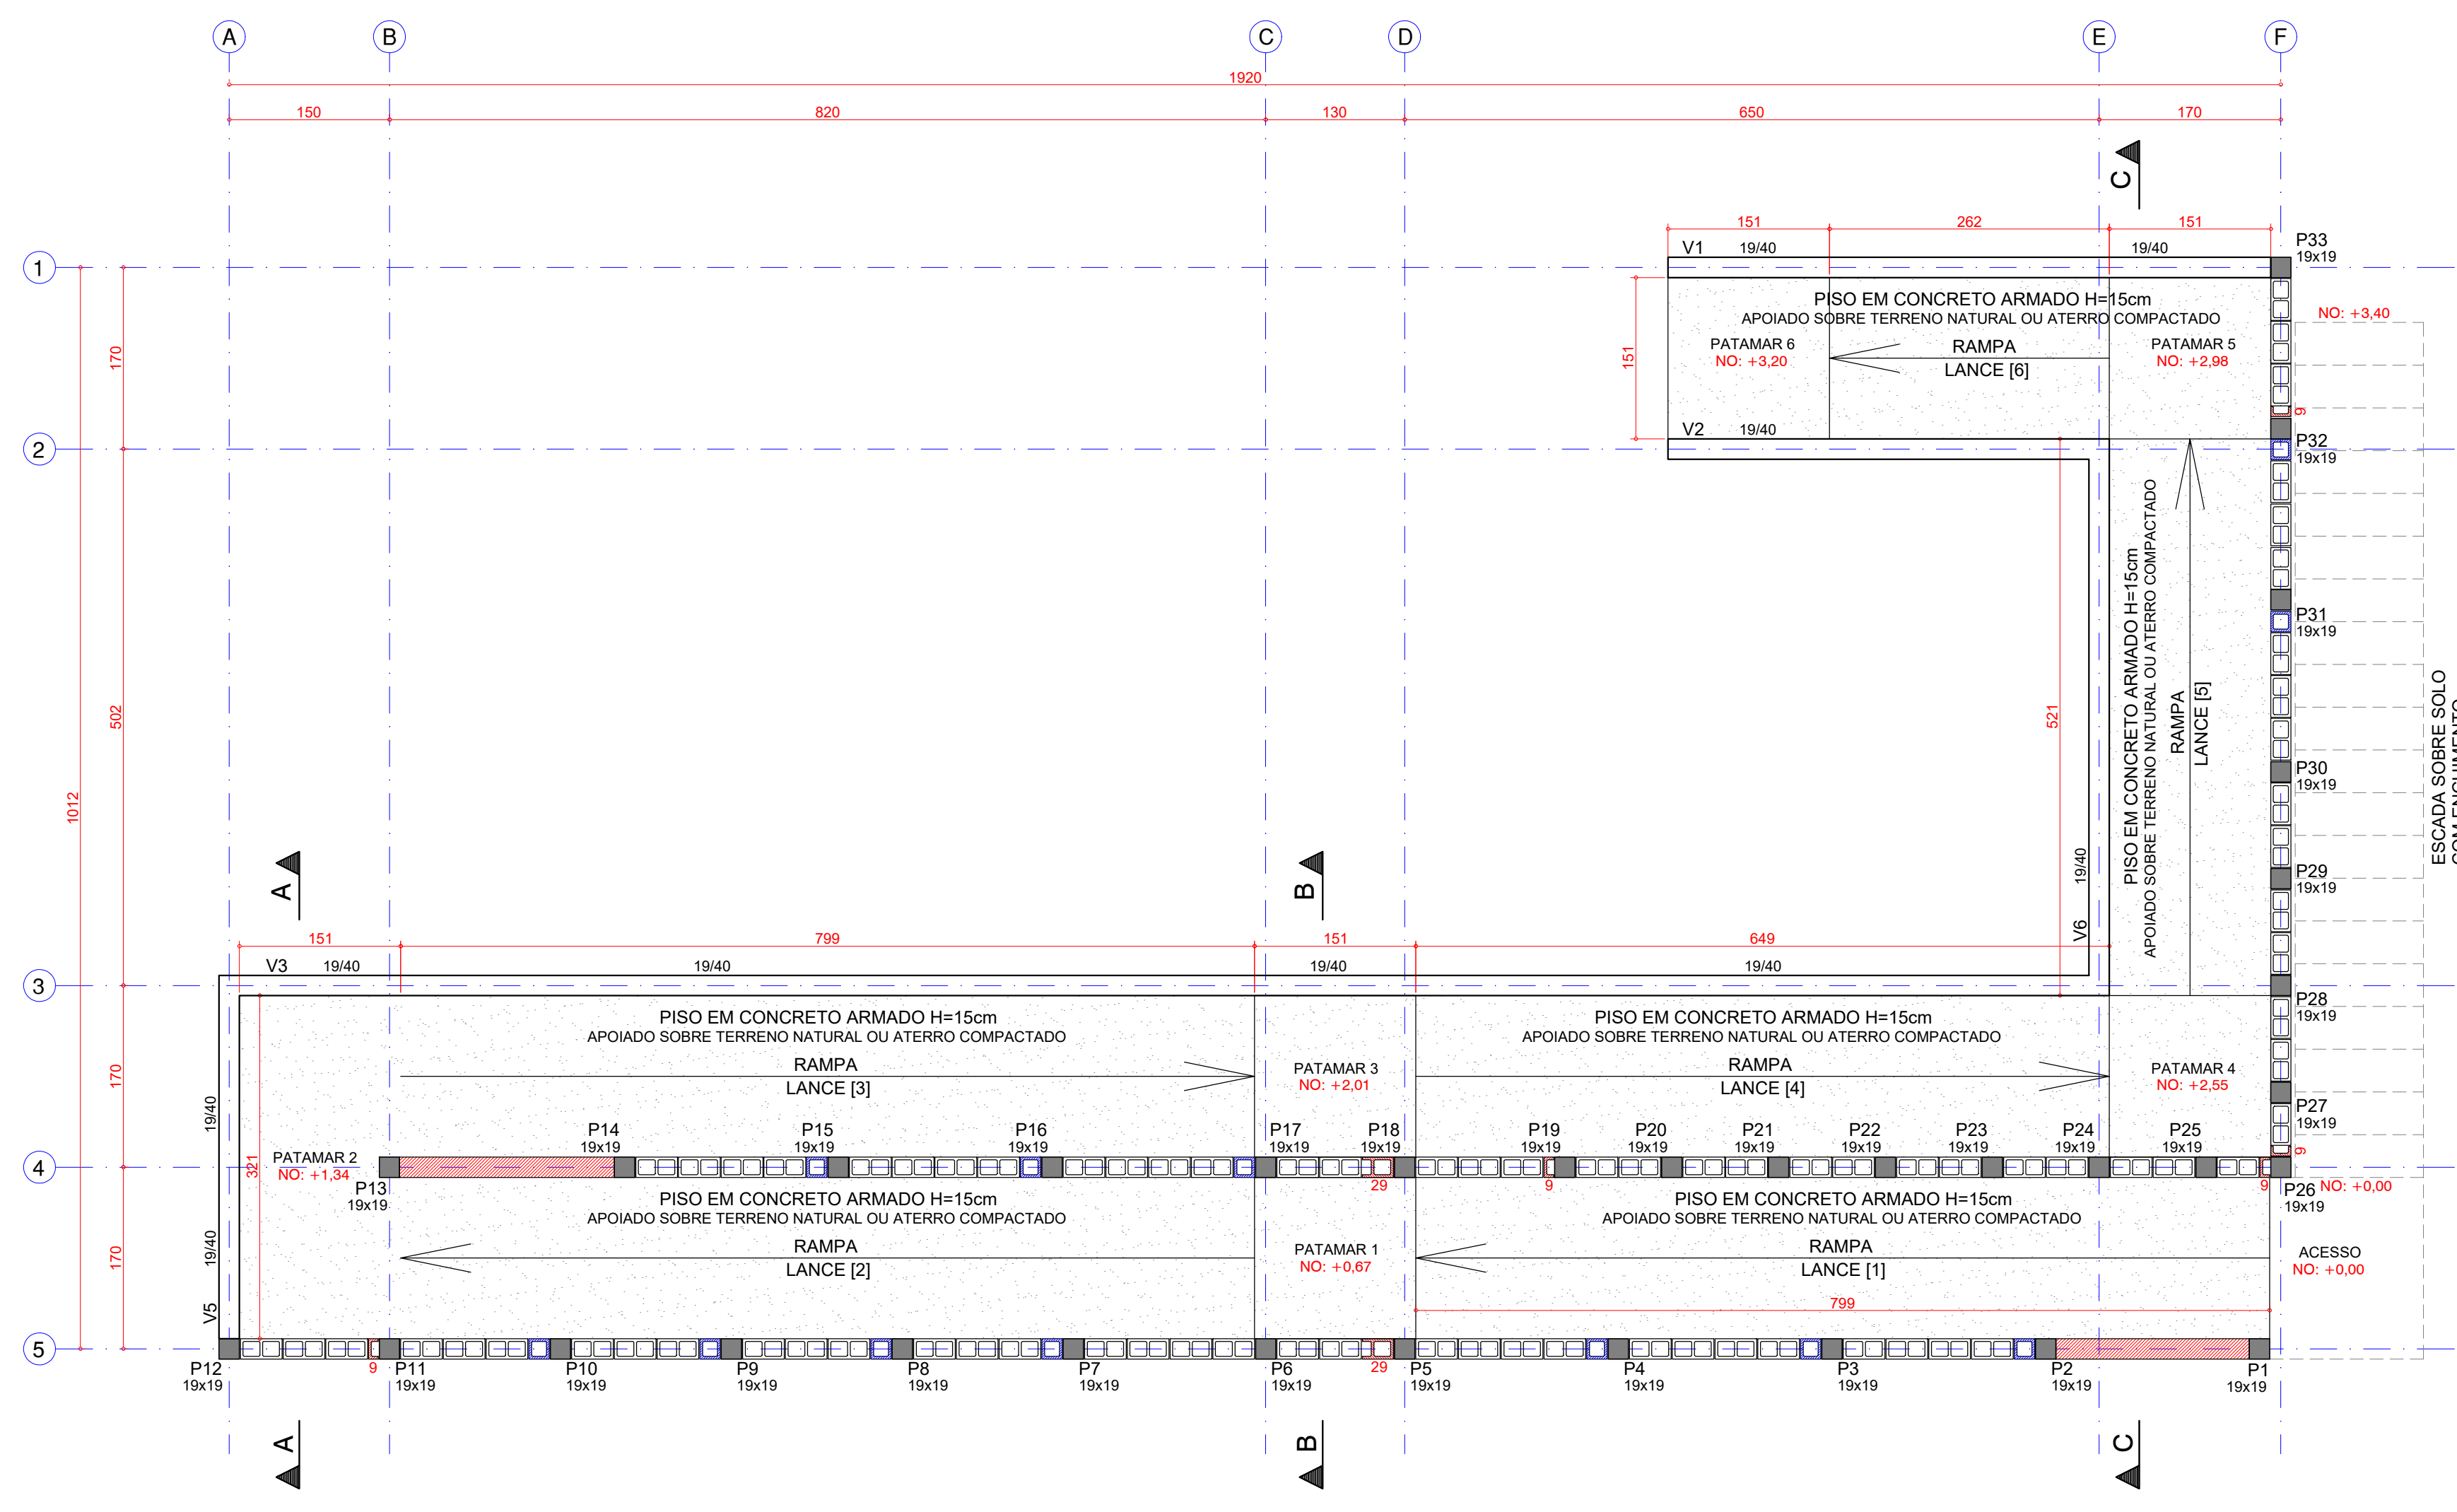 A
B
C
D
E
F
1920
150
820
130
650
170
C
151
262
151
P33
19x19
V1
19/40
19/40
1
PISO EM CONCRETO ARMADO H=15cm
APOIADO SOBRE TERRENO NATURAL OU ATERRO COMPACTADO
NO: +3,40
PATAMAR 6
NO: +3,20
RAMPA
LANCE [6]
PATAMAR 5
NO: +2,98
170
151
9
V2
19/40
2
P32
19x19
P31
19x19
P30
19x19
P29
19x19
502
1012
521
PISO EM CONCRETO ARMADO H=15cm
APOIADO SOBRE TERRENO NATURAL OU ATERRO COMPACTADO
RAMPA
LANCE [5]
ESCADA SOBRE SOLO
COM ENCHIMENTO
19/40
V6
A
B
151
799
151
649
V3
19/40
19/40
19/40
19/40
3
P28
19x19
PISO EM CONCRETO ARMADO H=15cm
APOIADO SOBRE TERRENO NATURAL OU ATERRO COMPACTADO
RAMPA
LANCE [3]
PATAMAR 3
NO: +2,01
PISO EM CONCRETO ARMADO H=15cm
APOIADO SOBRE TERRENO NATURAL OU ATERRO COMPACTADO
RAMPA
LANCE [4]
PATAMAR 4
NO: +2,55
170
19/40
P27
19x19
9
P14
19x19
P15
19x19
P16
19x19
P17
19x19
P18
19x19
P19
19x19
P20
19x19
P21
19x19
P22
19x19
P23
19x19
P24
19x19
P25
19x19
4
PATAMAR 2
NO: +1,34
321
P13
19x19
29
9
9
P26
19x19
NO: +0,00
PISO EM CONCRETO ARMADO H=15cm
APOIADO SOBRE TERRENO NATURAL OU ATERRO COMPACTADO
RAMPA
LANCE [2]
PATAMAR 1
NO: +0,67
PISO EM CONCRETO ARMADO H=15cm
APOIADO SOBRE TERRENO NATURAL OU ATERRO COMPACTADO
RAMPA
LANCE [1]
ACESSO
NO: +0,00
170
19/40
V5
799
5
P12
19x19
9
P11
19x19
P10
19x19
P9
19x19
P8
19x19
P7
19x19
P6
19x19
29
P5
19x19
P4
19x19
P3
19x19
P2
19x19
P1
19x19
A
B
C